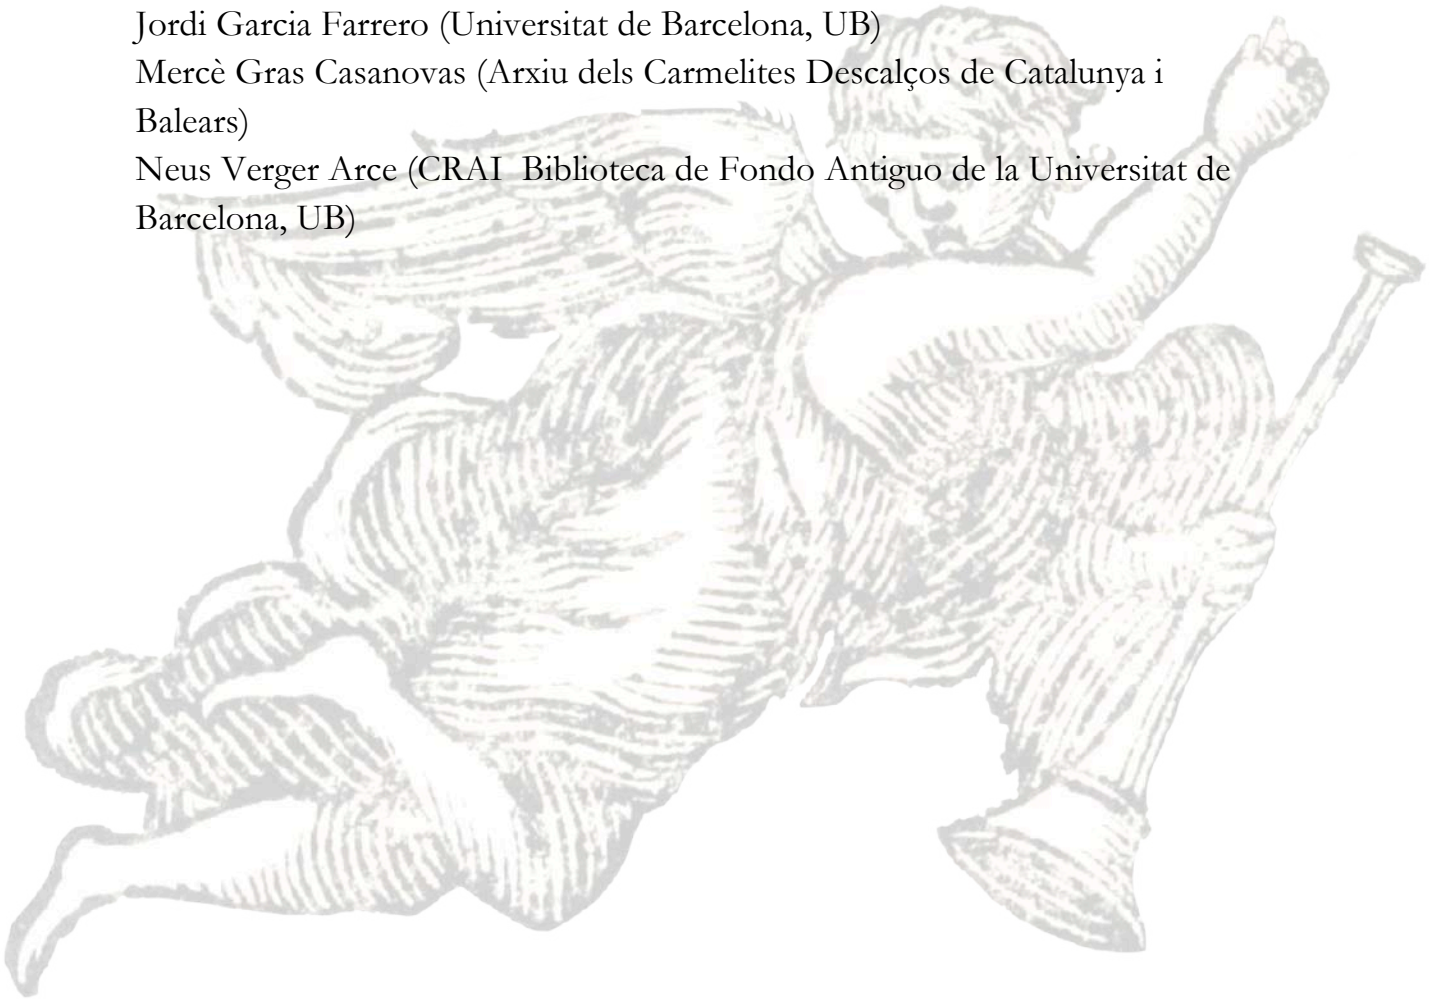 Jordi Garcia Farrero (Universitat de Barcelona, UB)
Mercè Gras Casanovas (Arxiu dels Carmelites Descalços de Catalunya i
Balears)
Neus Verger Arce (CRAI  Biblioteca de Fondo Antiguo de la Universitat de
Barcelona, UB)